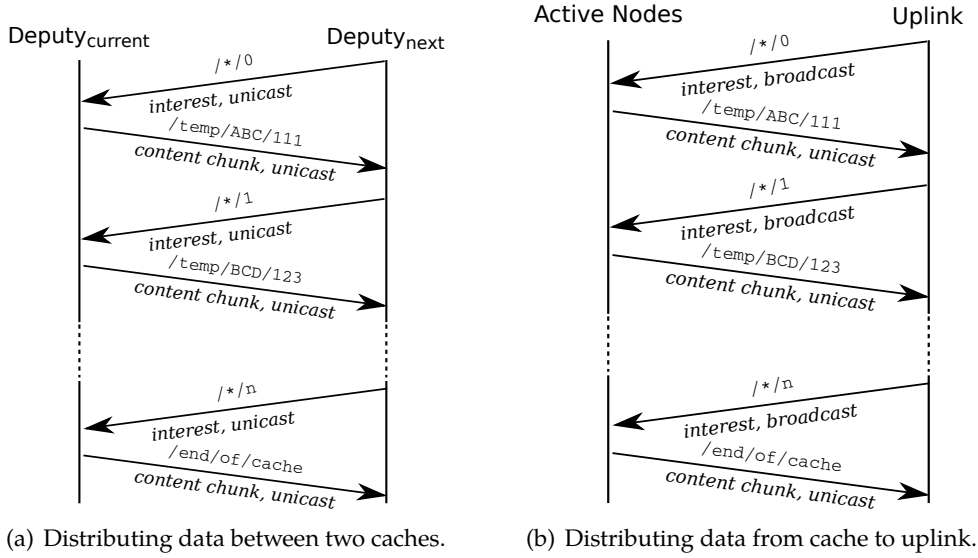 Deputycurrent
Deputynext
/*/0
interest, unicast
/temp/ABC/111
content chunk, unicast
/*/1
interest, unicast
/temp/BCD/123
content chunk, unicast
/*/n
interest, unicast
/end/of/cache
content chunk, unicast
(a) Distributing data between two caches.
Active Nodes
Uplink
/*/0
interest, broadcast
/temp/ABC/111
content chunk, unicast
/*/1
interest, broadcast
/temp/BCD/123
content chunk, unicast
/*/n
interest, broadcast
/end/of/cache
content chunk, unicast
(b) Distributing data from cache to uplink.